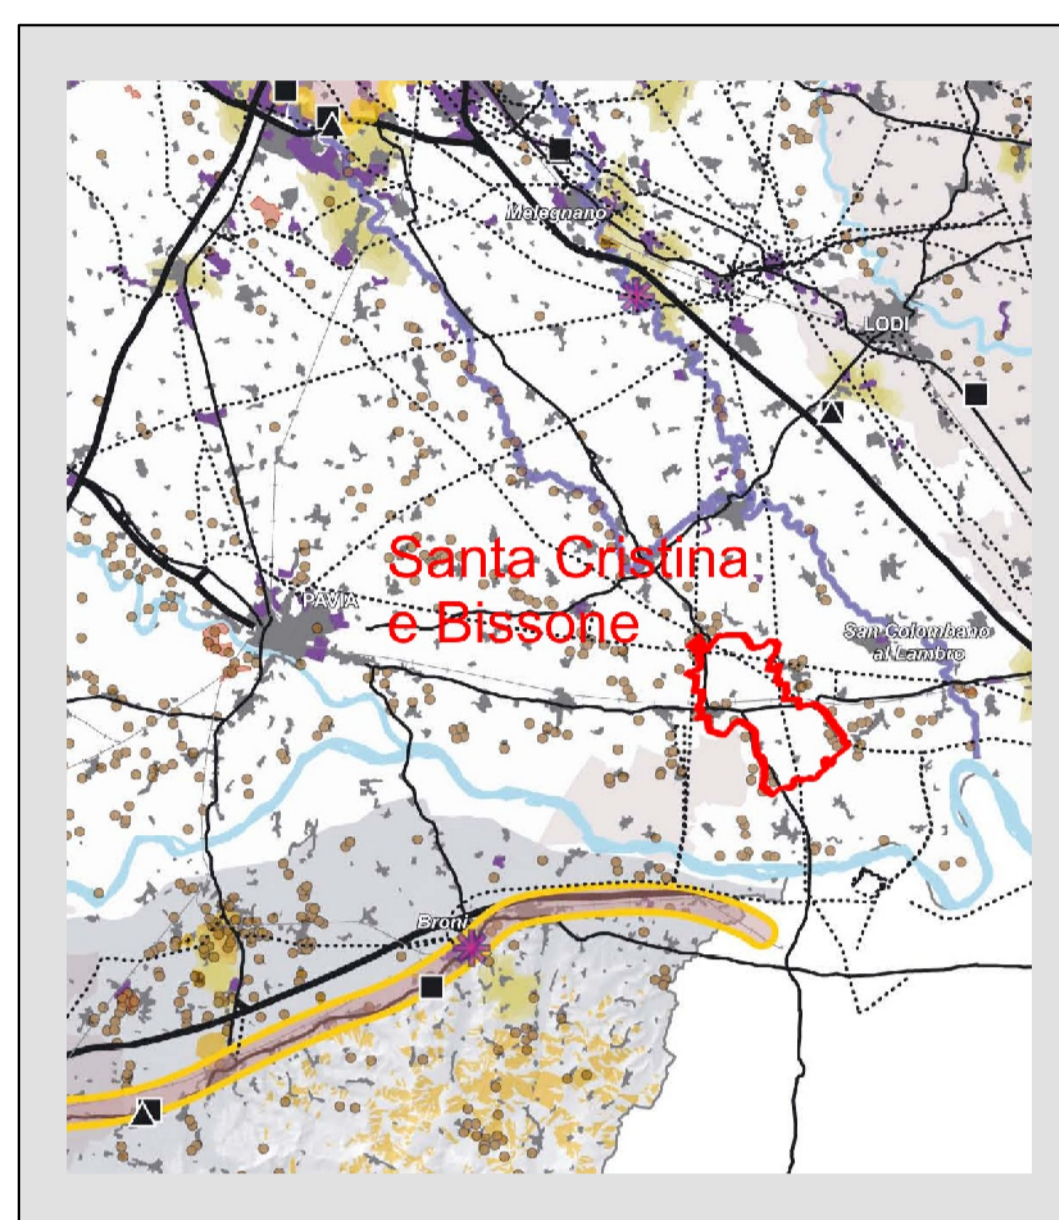 Melegnano
LODI
Santa Cristina
e Bissone
PAVIA
San Colombano
al Lambro
Broni